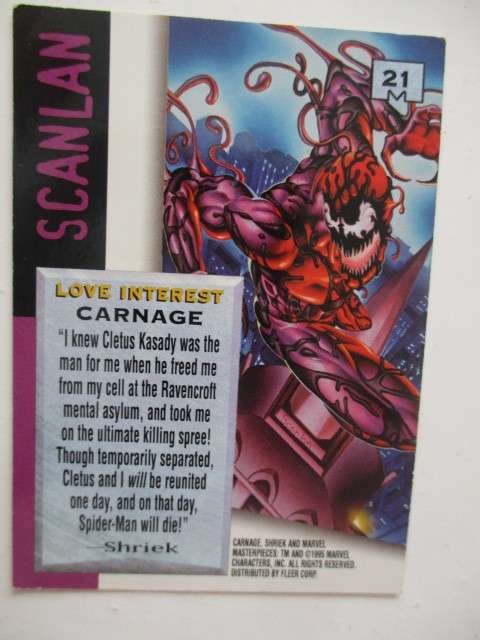 SCANLAN
21
M
LOVE INTEREST
CARNAGE
"I knew Cletus Kasady was the
man for me when he freed me
from my cell at the Ravencroft
mental asylum, and took me
on the ultimate killing spree!
Though temporarily separated,
Cletus and I will be reunited
one day, and on that day,
Spider-Man will die!"
—Shriek
CARNAGE, SHRIEK AND MARVEL
MASTERPIECES: TM AND ©1995 MARVEL
CHARACTERS, INC. ALL RIGHTS RESERVED.
DISTRIBUTED BY FLEER CORP.